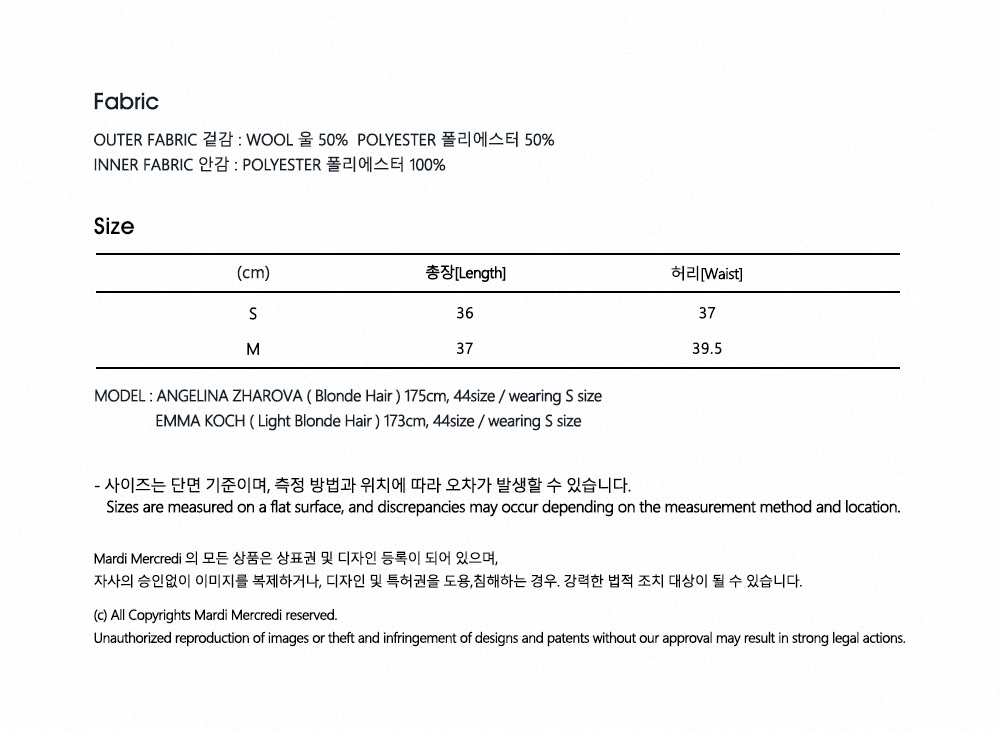 Fabric
OUTER FABRIC 겉감 : WOOL 울 50%  POLYESTER 폴리에스터 50%
INNER FABRIC 안감 : POLYESTER 폴리에스터 100%
Size
(cm) 총장[Length] 허리[Waist]
S 36 37
M 37 39.5
MODEL : ANGELINA ZHAROVA ( Blonde Hair ) 175cm, 44size / wearing S size
EMMA KOCH ( Light Blonde Hair ) 173cm, 44size / wearing S size
- 사이즈는 단면 기준이며, 측정 방법과 위치에 따라 오차가 발생할 수 있습니다.
Sizes are measured on a flat surface, and discrepancies may occur depending on the measurement method and location.
Mardi Mercredi 의 모든 상품은 상표권 및 디자인 등록이 되어 있으며,
자사의 승인없이 이미지를 복제하거나, 디자인 및 특허권을 도용,침해하는 경우. 강력한 법적 조치 대상이 될 수 있습니다.
(c) All Copyrights Mardi Mercredi reserved.
Unauthorized reproduction of images or theft and infringement of designs and patents without our approval may result in strong legal actions.